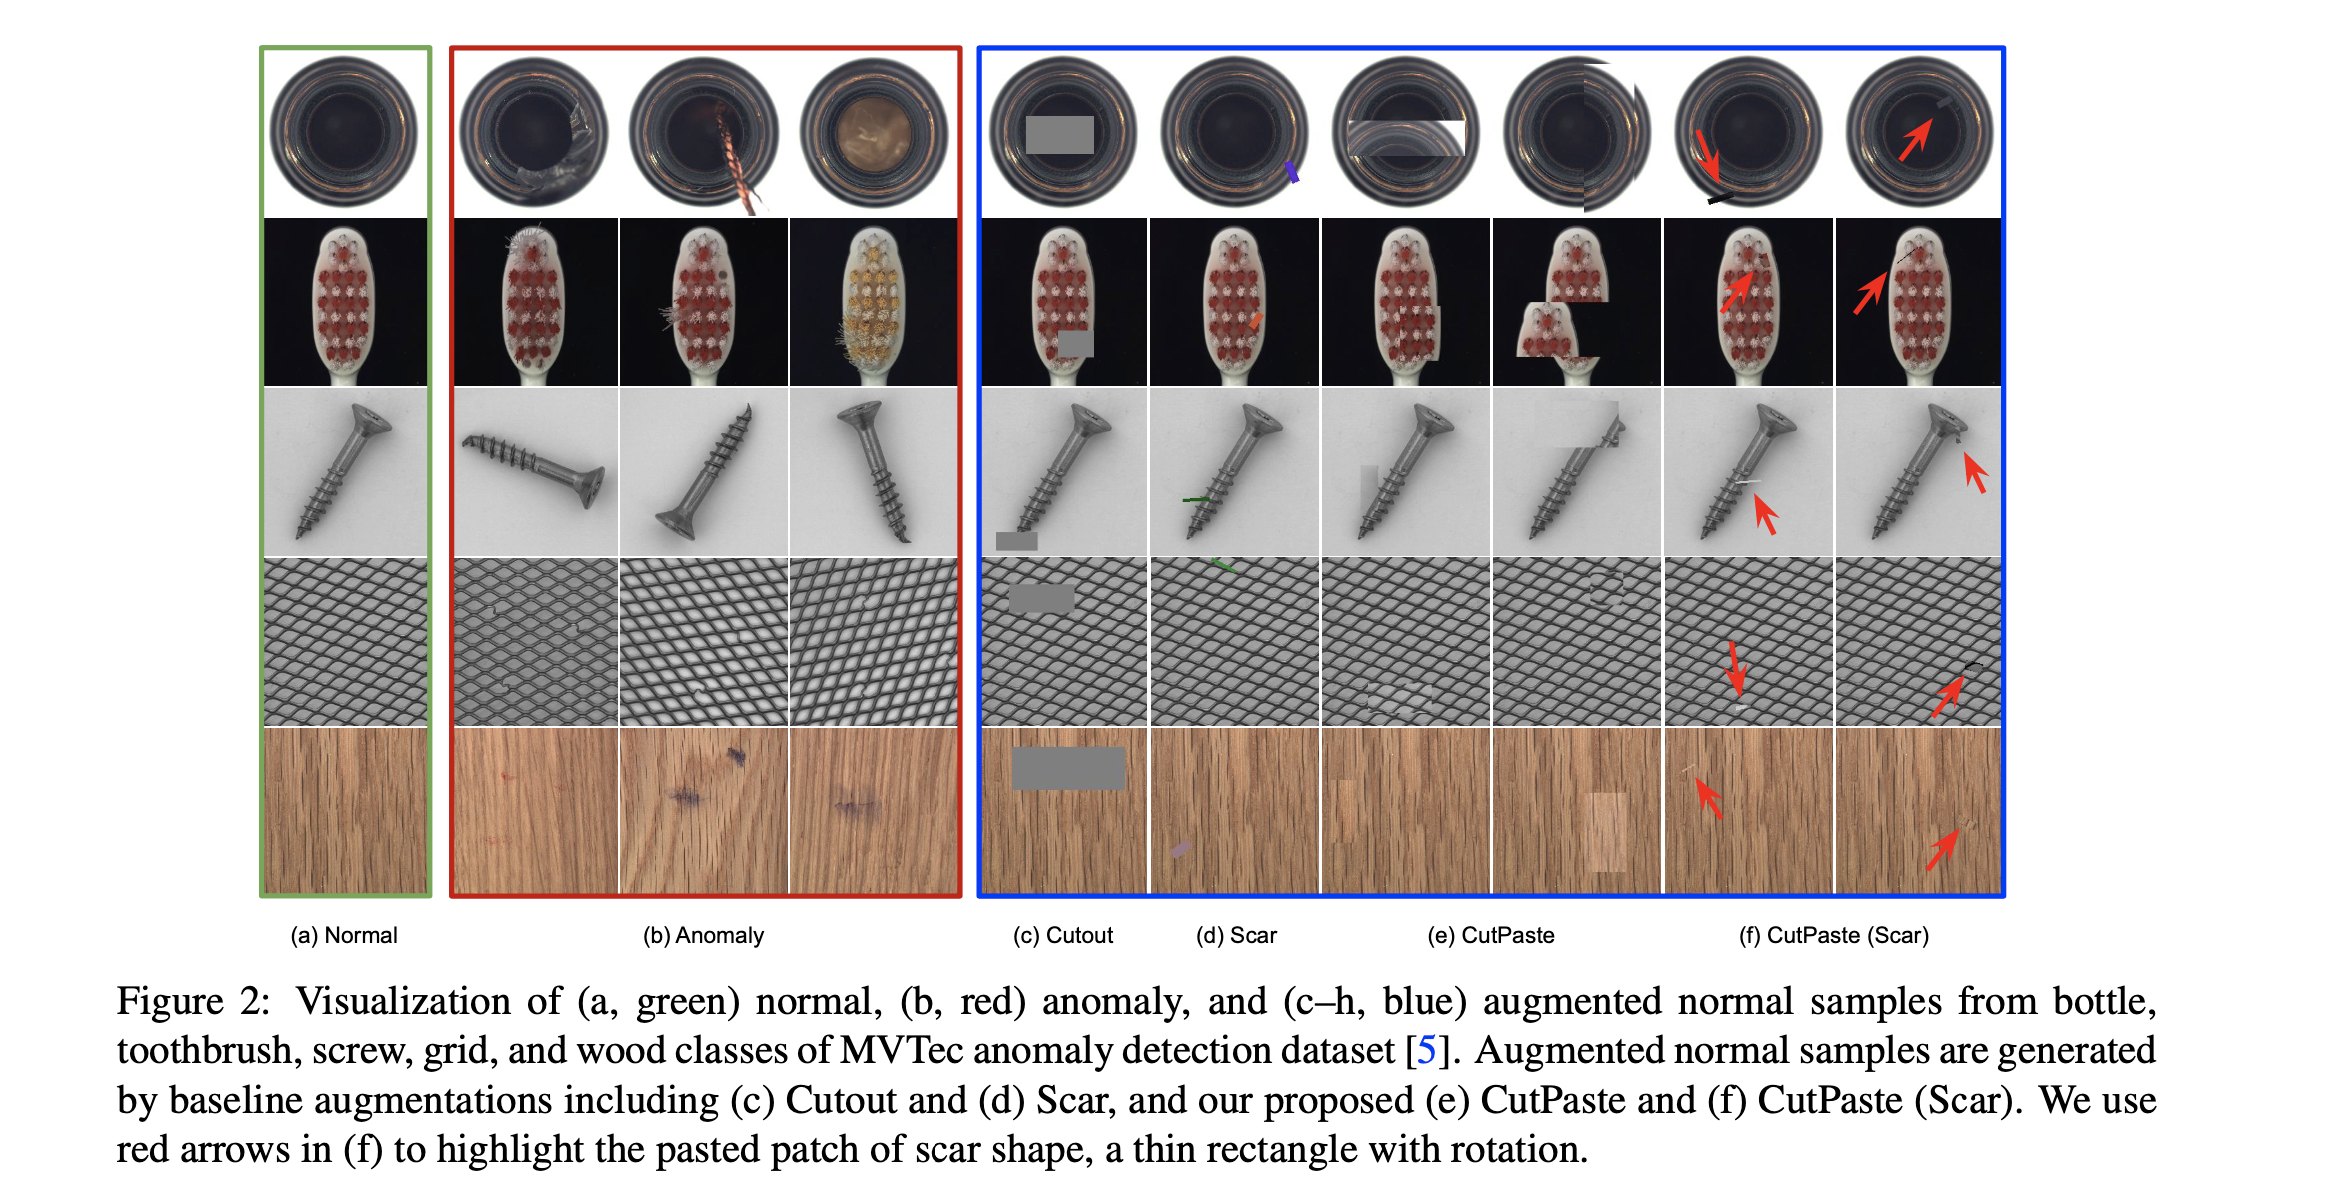 (a) Normal
(b) Anomaly
(c) Cutout
(d) Scar
(e) CutPaste
(f) CutPaste (Scar)
Figure 2: Visualization of (a, green) normal, (b, red) anomaly, and (c–h, blue) augmented normal samples from bottle,
toothbrush, screw, grid, and wood classes of MVTec anomaly detection dataset [5]. Augmented normal samples are generated
by baseline augmentations including (c) Cutout and (d) Scar, and our proposed (e) CutPaste and (f) CutPaste (Scar). We use
red arrows in (f) to highlight the pasted patch of scar shape, a thin rectangle with rotation.